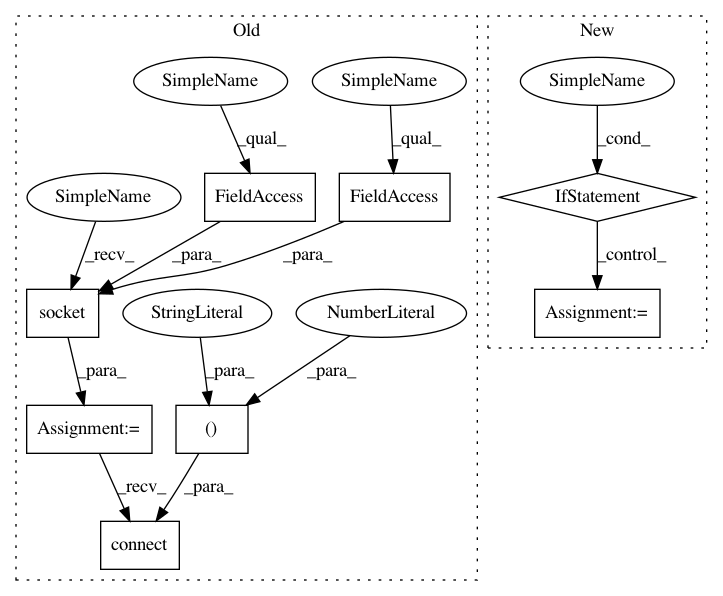 Old
New
SimpleName
SimpleName
SimpleName
_qual_
_qual_
_cond_
SimpleName
FieldAccess
FieldAccess
IfStatement
_recv_
_para_
_para_
_control_
socket
StringLiteral
NumberLiteral
Assignment:=
_para_
_para_
_para_
Assignment:=
()
_recv_
_para_
connect